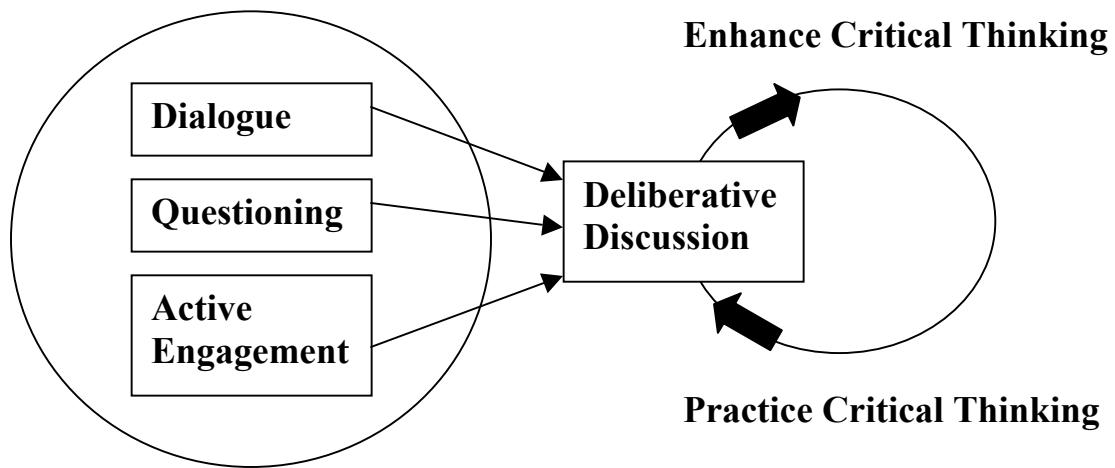 Enhance Critical Thinking
Dialogue
Questioning
Active
Engagement
Deliberative
Discussion
Practice Critical Thinking